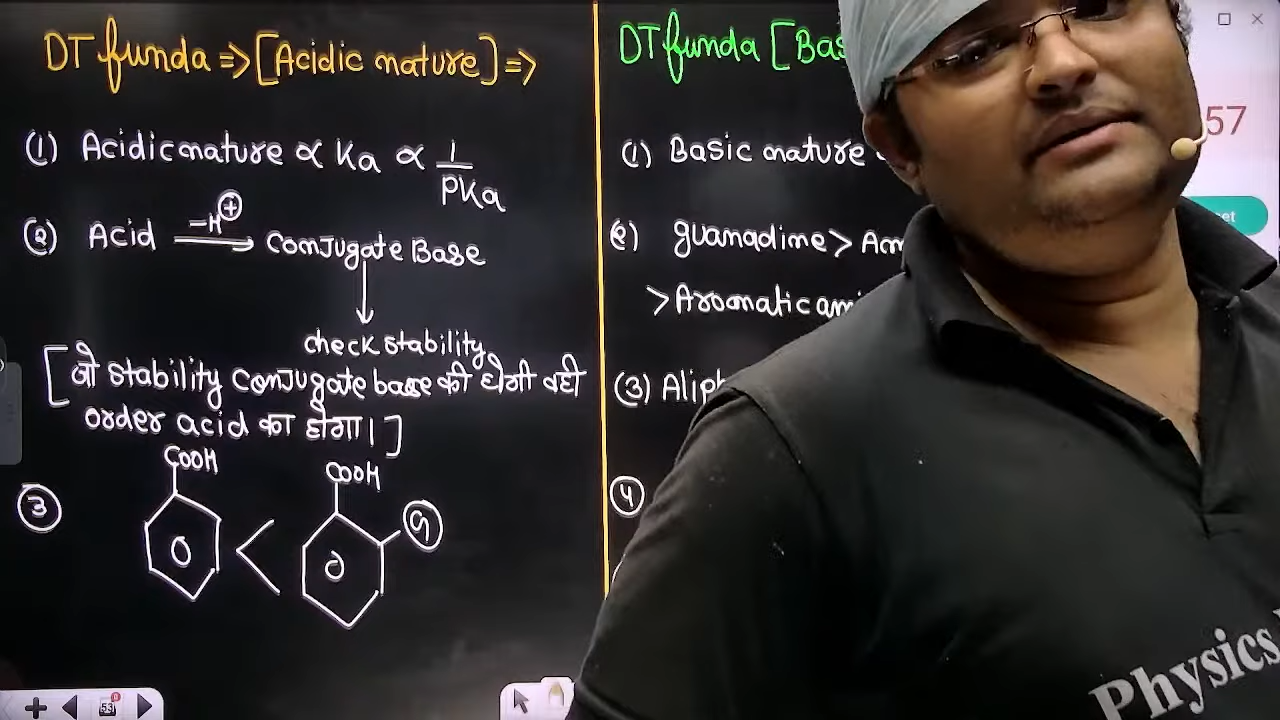 DT funda ⇒ [Acidic nature] ⇒
(1) Acidic nature ∝ Ka ∝ 1/PKa
(2) Acid —H⊕→ Conjugate Base
↓
check stability
[जो stability Conjugate base की होगी वही
order acid का होगा।]
③ COOH < COOH G
DT funda [Bas
(1) Basic nature
(2) guanadine > Am
> Aromatic ami
(3) Aliph
④
57
et
Physics
53